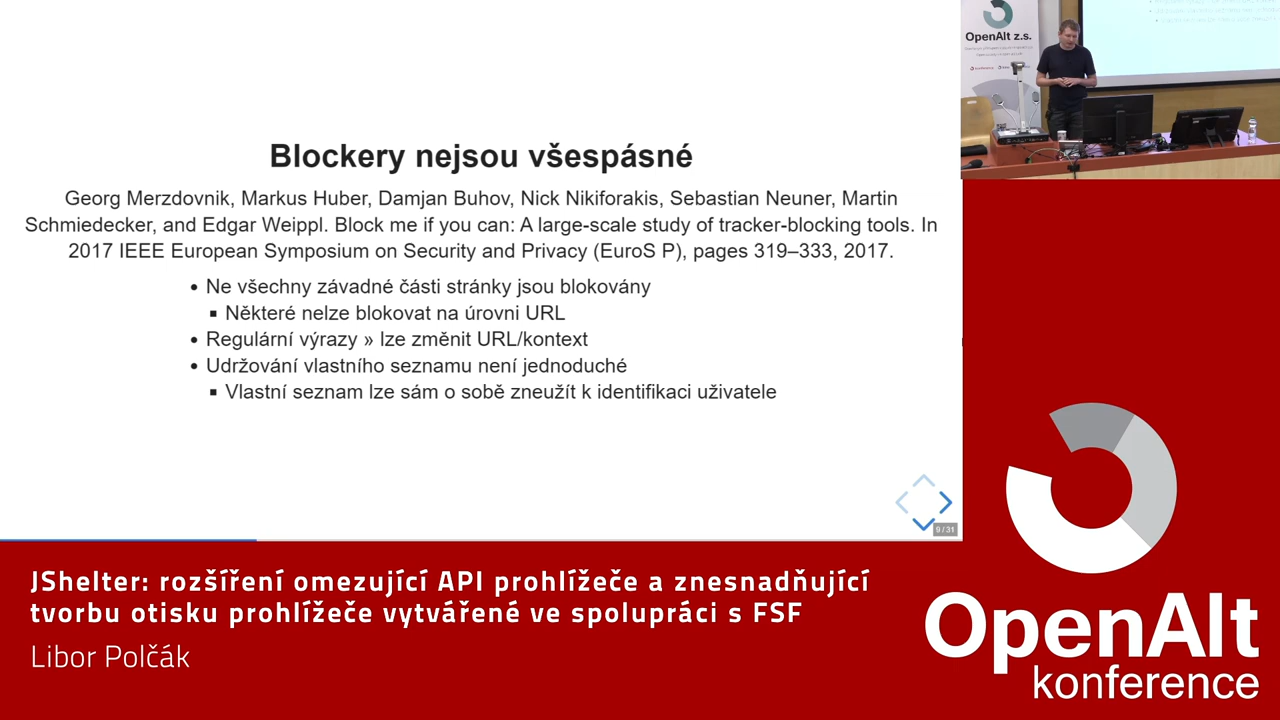 Blockery nejsou všespásné
Georg Merzdovnik, Markus Huber, Damjan Buhov, Nick Nikiforakis, Sebastian Neuner, Martin
Schmiedecker, and Edgar Weippl. Block me if you can: A large-scale study of tracker-blocking tools. In
2017 IEEE European Symposium on Security and Privacy (EuroS P), pages 319–333, 2017.
• Ne všechny závadné části stránky jsou blokovány
▪ Některé nelze blokovat na úrovni URL
• Regulární výrazy » lze změnit URL/kontext
• Udržování vlastního seznamu není jednoduché
▪ Vlastní seznam lze sám o sobě zneužít k identifikaci uživatele
9 / 31
OpenAlt z.s.
JShelter: rozšíření omezující API prohlížeče a znesnadňující
tvorbu otisku prohlížeče vytvářené ve spolupráci s FSF
Libor Polčák
OpenAlt
konference